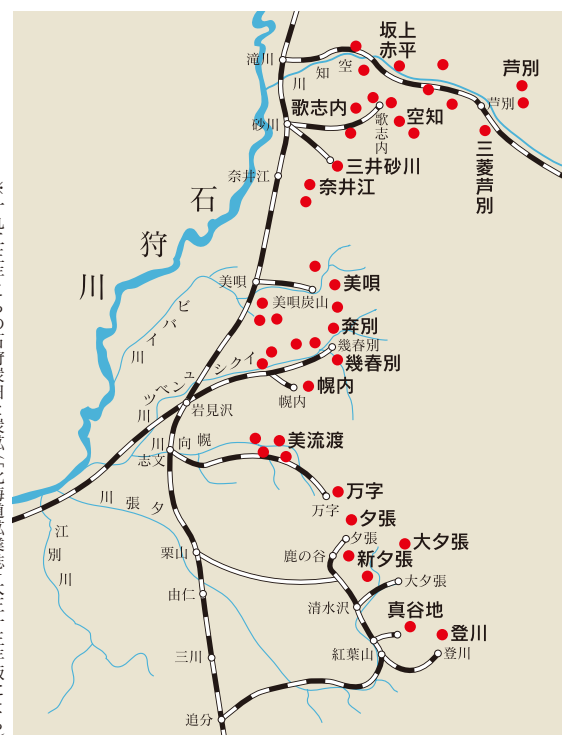 坂上
赤平
滝川
空知川
芦別
芦別
歌志内
歌志内
空知
砂川
三菱芦別
三井砂川
奈井江
奈井江
石狩川
美唄
美唄炭山
美唄
ビバイ川
奔別
幾春別
幾春別
イクシュンベツ川
幌内
幌内
岩見沢
幌向川
美流渡
志文
万字
万字
夕張川
夕張
夕張
江別川
大夕張
鹿の谷
新夕張
栗山
大夕張
由仁
清水沢
真谷地
登川
紅葉山
登川
三川
追分